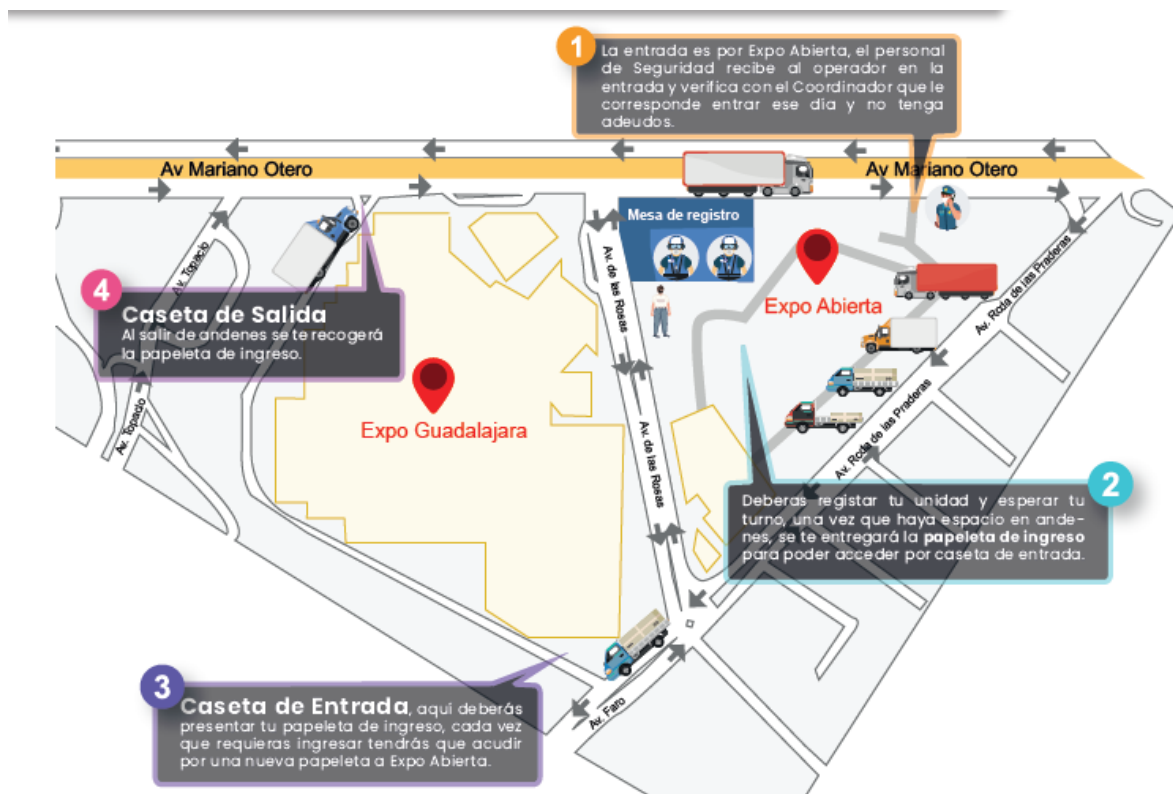 1
La entrada es por Expo Abierta, el personal
de Seguridad recibe al operador en la
entrada y verifica con el Coordinador que le
corresponde entrar ese día y no tenga
adeudos.
Av Mariano Otero
Av Mariano Otero
Mesa de registro
Av. Topacio
Av. de las Rosas
Expo Abierta
Av. Roda de las Praderas
4
Caseta de Salida
Al salir de andenes se te recogerá
la papeleta de ingreso.
Expo Guadalajara
Av. Topacio
Av. de las Rosas
Av. Roda de las Praderas
2
Deberas registar tu unidad y esperar tu
turno, una vez que haya espacio en ande-
nes, se te entregará la papeleta de ingreso
para poder acceder por caseta de entrada.
3
Caseta de Entrada, aquí deberás
presentar tu papeleta de ingreso, cada vez
que requieras ingresar tendrás que acudir
por una nueva papeleta a Expo Abierta.
Av. Faro